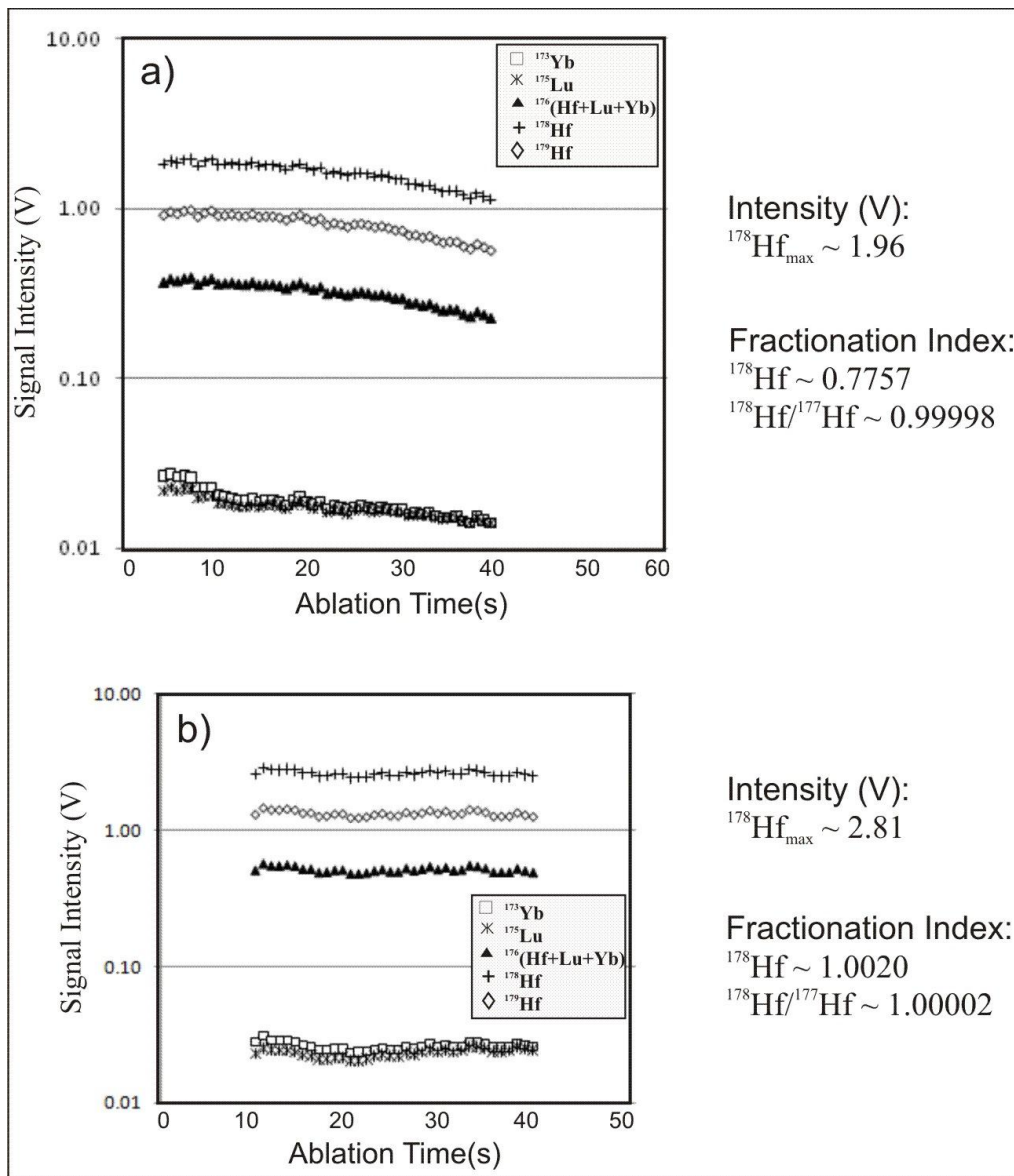 a)
10.00
1.00
0.10
0.01
Signal Intensity (V)
¹⁷³Yb
¹⁷⁵Lu
¹⁷⁶(Hf+Lu+Yb)
¹⁷⁸Hf
¹⁷⁹Hf
0 10 20 30 40 50 60
Ablation Time(s)
Intensity (V):
¹⁷⁸Hfmax ~ 1.96
Fractionation Index:
¹⁷⁸Hf ~ 0.7757
¹⁷⁸Hf/¹⁷⁷Hf ~ 0.99998
b)
10.00
1.00
0.10
0.01
Signal Intensity (V)
¹⁷³Yb
¹⁷⁵Lu
¹⁷⁶(Hf+Lu+Yb)
¹⁷⁸Hf
¹⁷⁹Hf
0 10 20 30 40 50
Ablation Time(s)
Intensity (V):
¹⁷⁸Hfmax ~ 2.81
Fractionation Index:
¹⁷⁸Hf ~ 1.0020
¹⁷⁸Hf/¹⁷⁷Hf ~ 1.00002